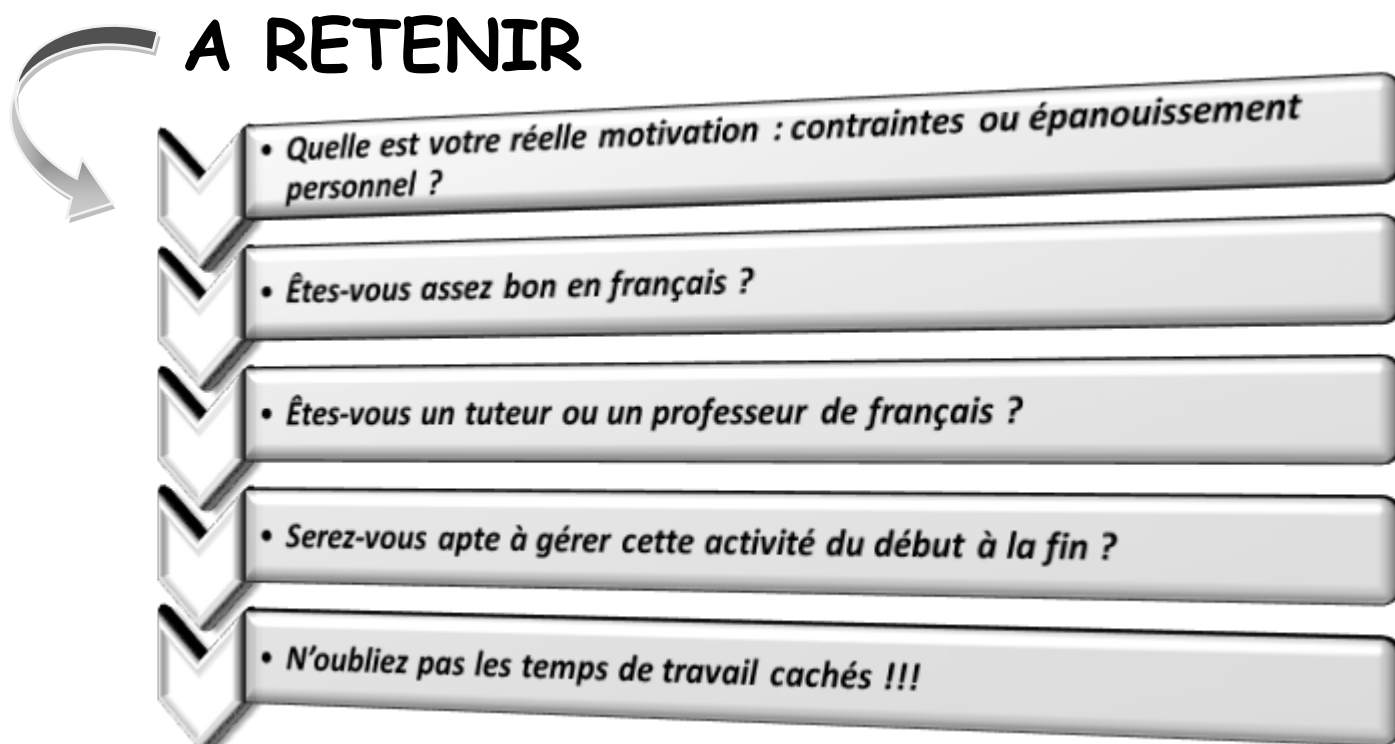 A RETENIR
• Quelle est votre réelle motivation : contraintes ou épanouissement
personnel ?
• Êtes-vous assez bon en français ?
• Êtes-vous un tuteur ou un professeur de français ?
• Serez-vous apte à gérer cette activité du début à la fin ?
• N’oubliez pas les temps de travail cachés !!!